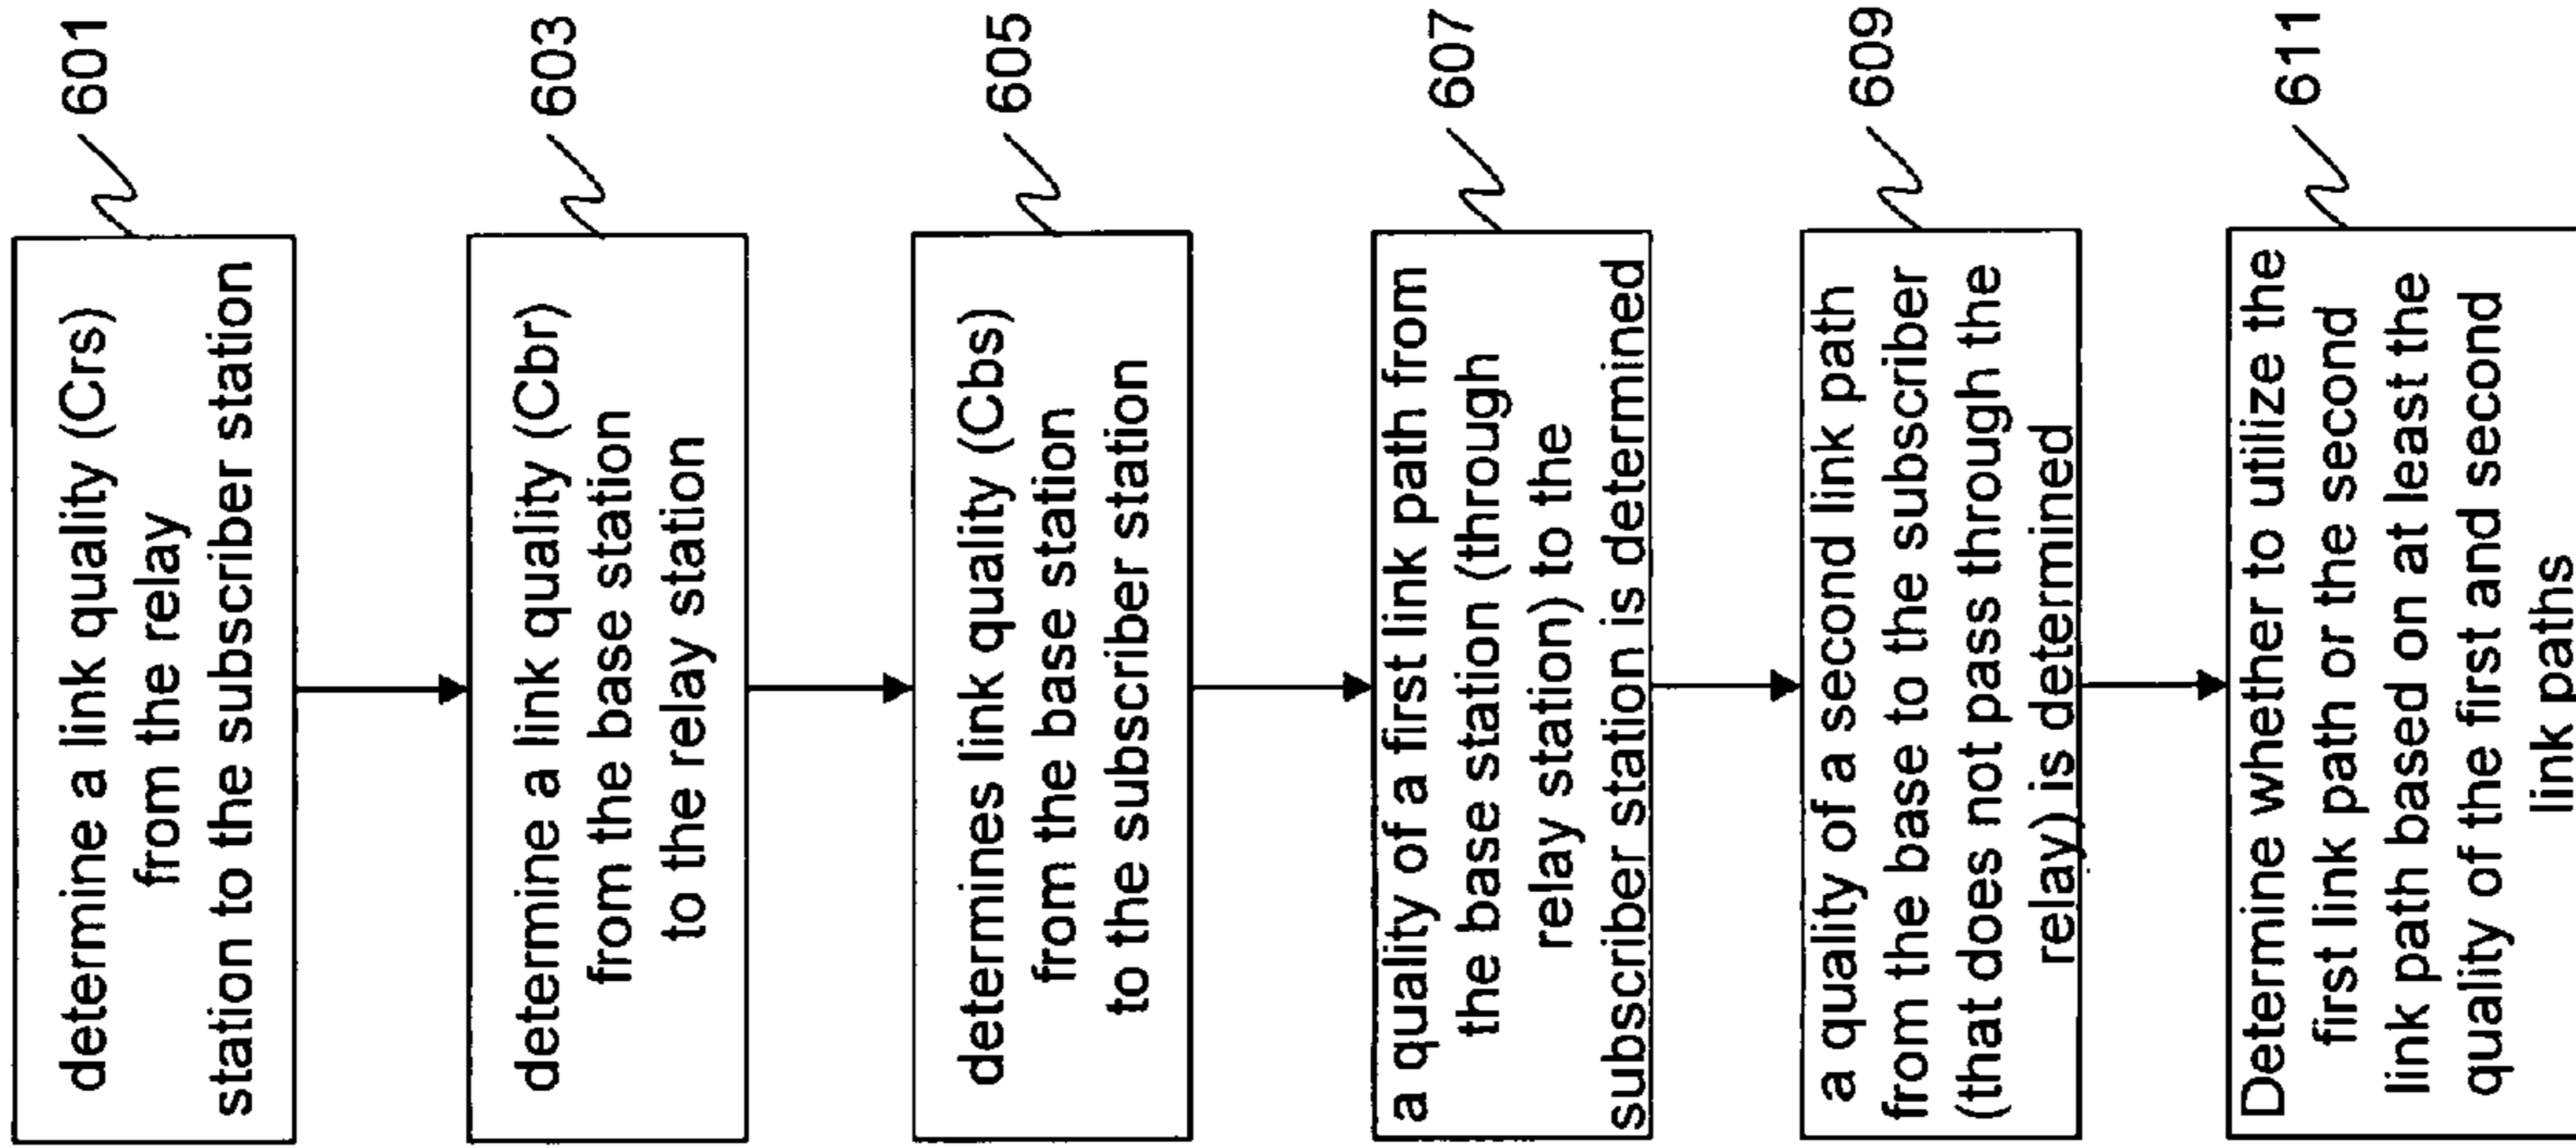 determine a link quality (Crs)
from the relay
station to the subscriber station
601
determine a link quality (Cbr)
from the base station
to the relay station
603
determines link quality (Cbs)
from the base station
to the subscriber station
605
a quality of a first link path from
the base station (through
relay station) to the
subscriber station is determined
607
a quality of a second link path
from the base to the subscriber
(that does not pass through the
relay) is determined
609
Determine whether to utilize the
first link path or the second
link path based on at least the
quality of the first and second
link paths
611